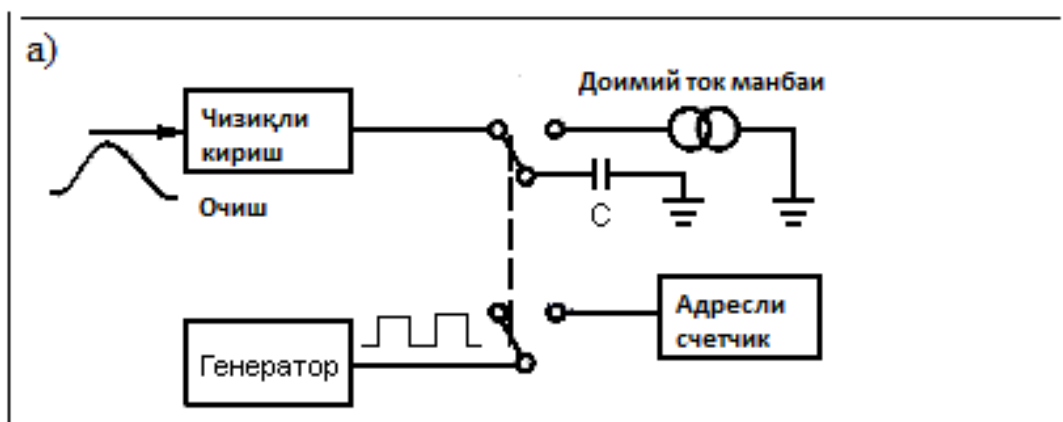 а)
Доимий ток манбаи
Чизиқли
кириш
Очиш
С
Адресли
счетчик
Генератор